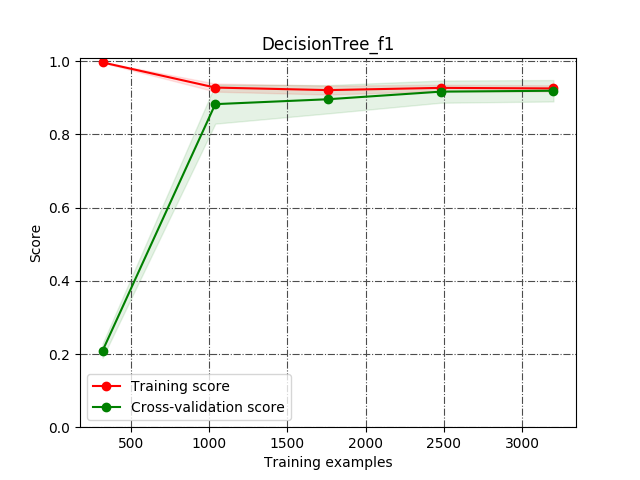 DecisionTree_f1
1.0
0.8
0.6
0.4
0.2
0.0
Score
Training score
Cross-validation score
500 1000 1500 2000 2500 3000
Training examples